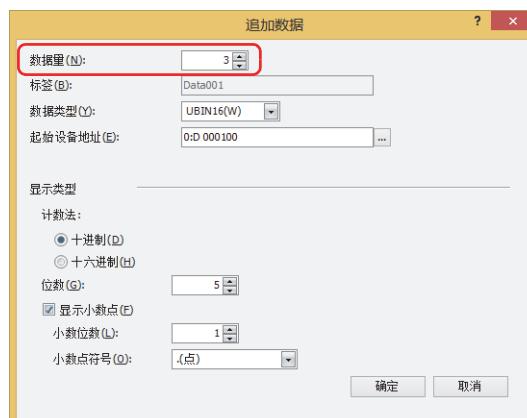 追加数据 ? ×
数据量(N): 3
标签(B): Data001
数据类型(Y): UBIN16(W)
起始设备地址(E): 0:D 000100 ...
显示类型
计数法:
十进制(D)
十六进制(H)
位数(G): 5
显示小数点(F)
小数位数(L): 1
小数点符号(O): .(点)
确定 取消